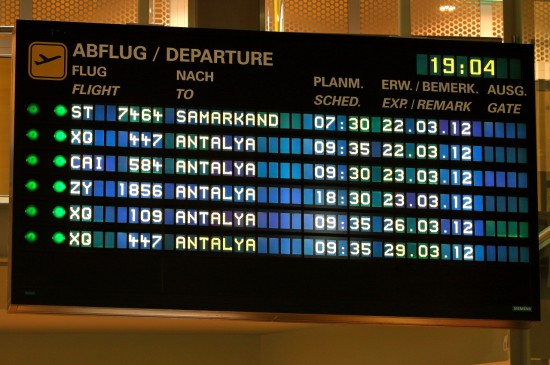 ABFLUG / DEPARTURE 19:04
FLUG NACH PLANM. ERW. / BEMERK. AUSG.
FLIGHT TO SCHED. EXP. / REMARK GATE
ST 7464 SAMARKAND 07:30 22.03.12
XQ 447 ANTALYA 09:35 22.03.12
CAI 584 ANTALYA 09:30 23.03.12
ZY 1856 ANTALYA 18:30 23.03.12
XQ 109 ANTALYA 09:35 26.03.12
XQ 447 ANTALYA 09:35 29.03.12